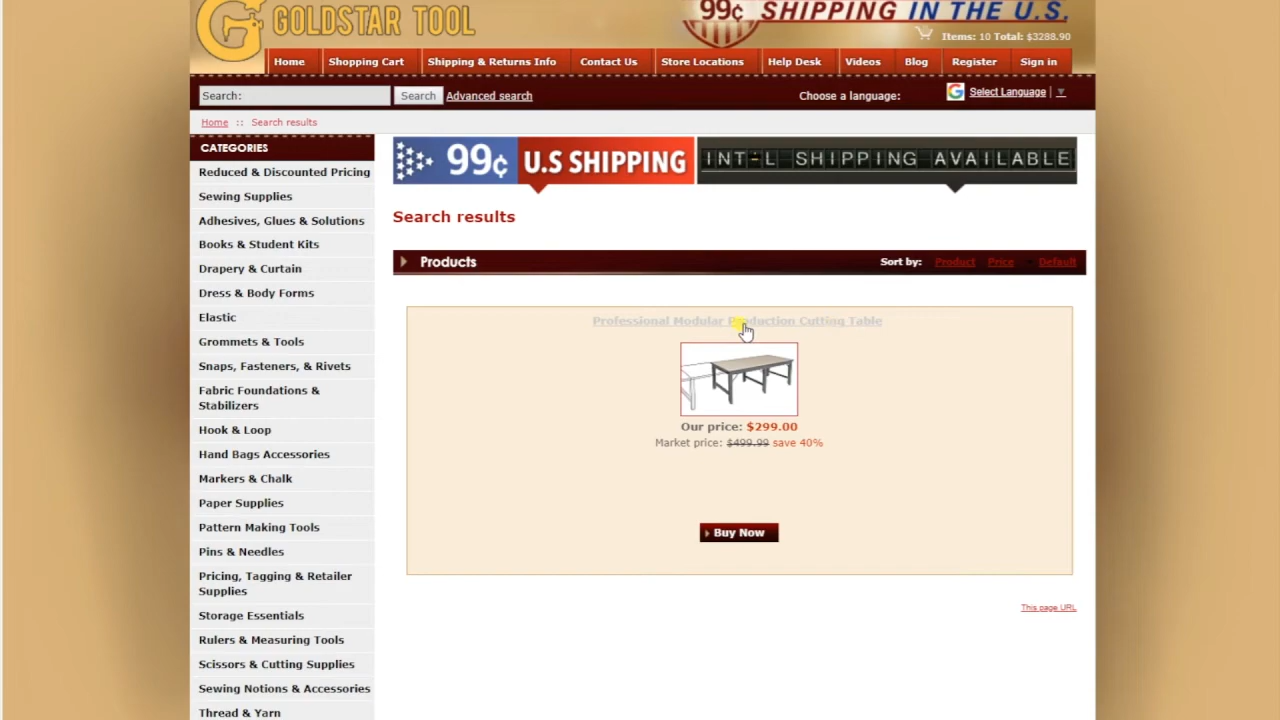 GOLDSTAR TOOL
99¢ SHIPPING IN THE U.S.
Items: 10 Total: $3288.90
Home Shopping Cart Shipping & Returns Info Contact Us Store Locations Help Desk Videos Blog Register Sign in
Search: Search Advanced search Choose a language: G Select Language ▼
Home :: Search results
CATEGORIES
Reduced & Discounted Pricing
Sewing Supplies
Adhesives, Glues & Solutions
Books & Student Kits
Drapery & Curtain
Dress & Body Forms
Elastic
Grommets & Tools
Snaps, Fasteners, & Rivets
Fabric Foundations &
Stabilizers
Hook & Loop
Hand Bags Accessories
Markers & Chalk
Paper Supplies
Pattern Making Tools
Pins & Needles
Pricing, Tagging & Retailer
Supplies
Storage Essentials
Rulers & Measuring Tools
Scissors & Cutting Supplies
Sewing Notions & Accessories
Thread & Yarn
99¢ U.S SHIPPING INT-L SHIPPING AVAILABLE
Search results
Products Sort by: Product Price Default
Professional Modular Production Cutting Table
Our price: $299.00
Market price: $499.99 save 40%
Buy Now
This page URL